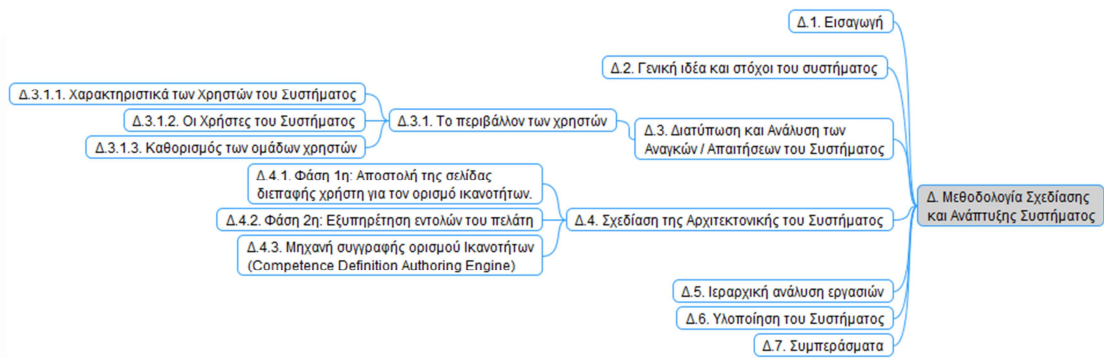 Δ. Μεθοδολογία Σχεδίασης
και Ανάπτυξης Συστήματος
Δ.1. Εισαγωγή
Δ.2. Γενική ιδέα και στόχοι του συστήματος
Δ.3. Διατύπωση και Ανάλυση των
Αναγκών / Απαιτήσεων του Συστήματος
Δ.3.1. Το περιβάλλον των χρηστών
Δ.3.1.1. Χαρακτηριστικά των Χρηστών του Συστήματος
Δ.3.1.2. Οι Χρήστες του Συστήματος
Δ.3.1.3. Καθορισμός των ομάδων χρηστών
Δ.4. Σχεδίαση της Αρχιτεκτονικής του Συστήματος
Δ.4.1. Φάση 1η: Αποστολή της σελίδας
διεπαφής χρήστη για τον ορισμό ικανοτήτων.
Δ.4.2. Φάση 2η: Εξυπηρέτηση εντολών του πελάτη
Δ.4.3. Μηχανή συγγραφής ορισμού Ικανοτήτων
(Competence Definition Authoring Engine)
Δ.5. Ιεραρχική ανάλυση εργασιών
Δ.6. Υλοποίηση του Συστήματος
Δ.7. Συμπεράσματα